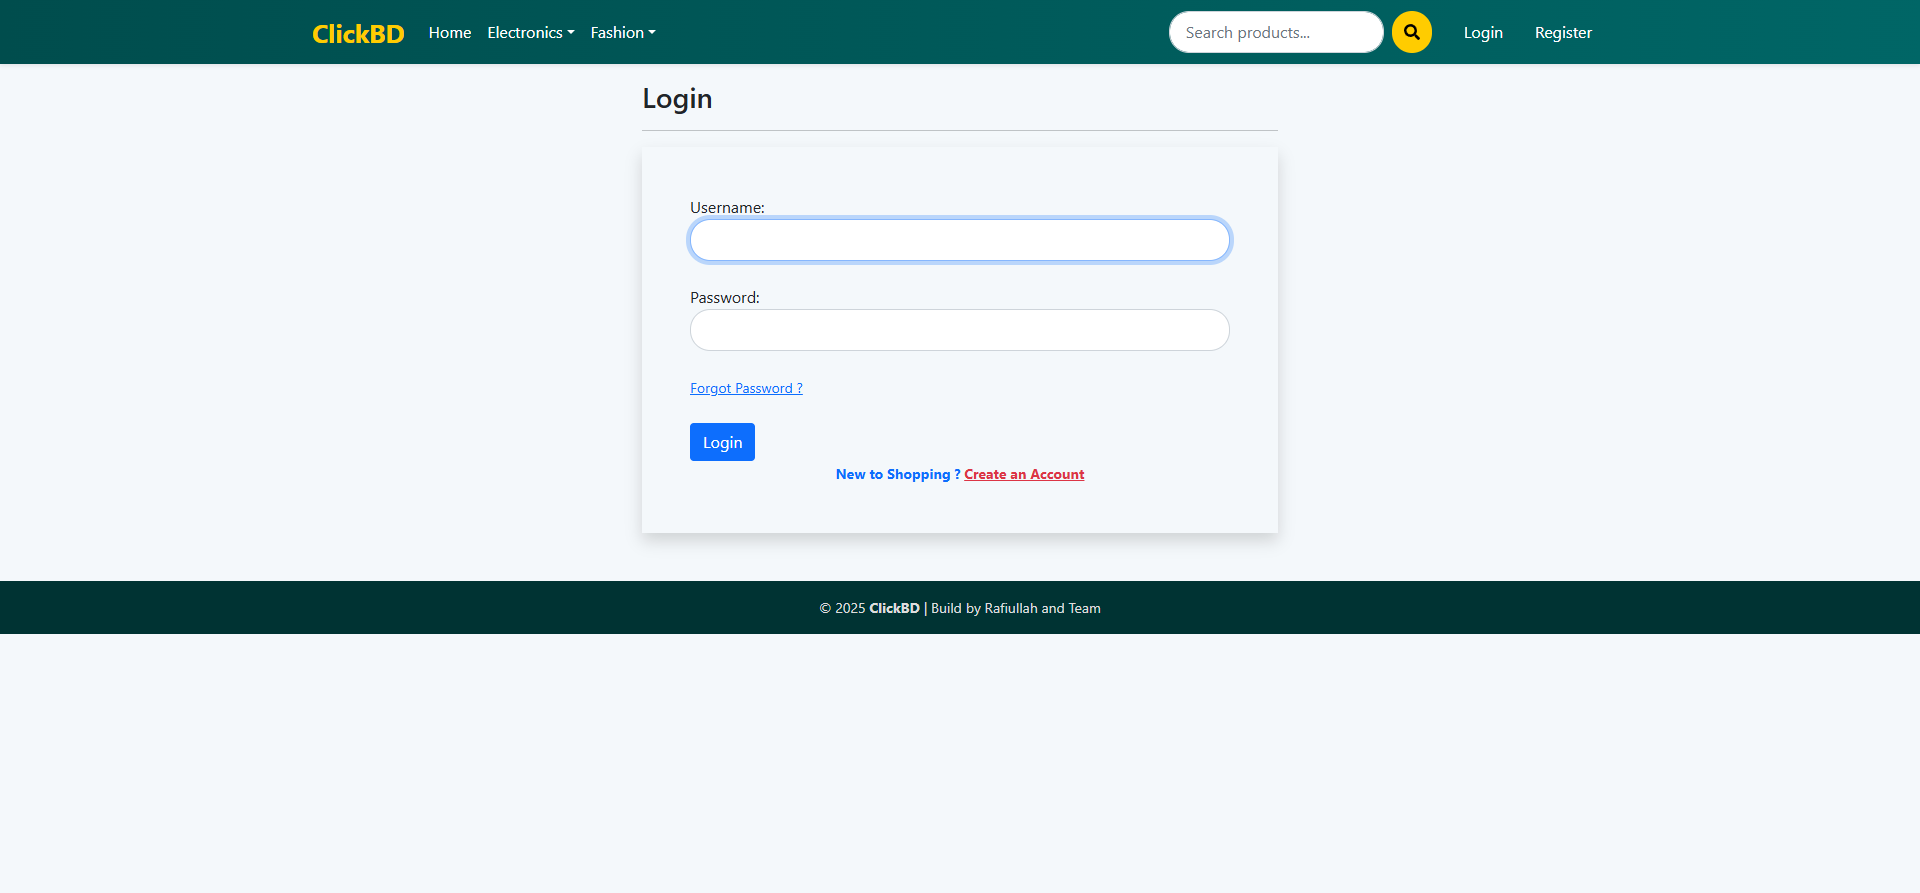 ClickBD Home Electronics Fashion Search products... Login Register
Login
Username:
Password:
Forgot Password ?
Login
New to Shopping ? Create an Account
© 2025 ClickBD | Build by Rafiullah and Team